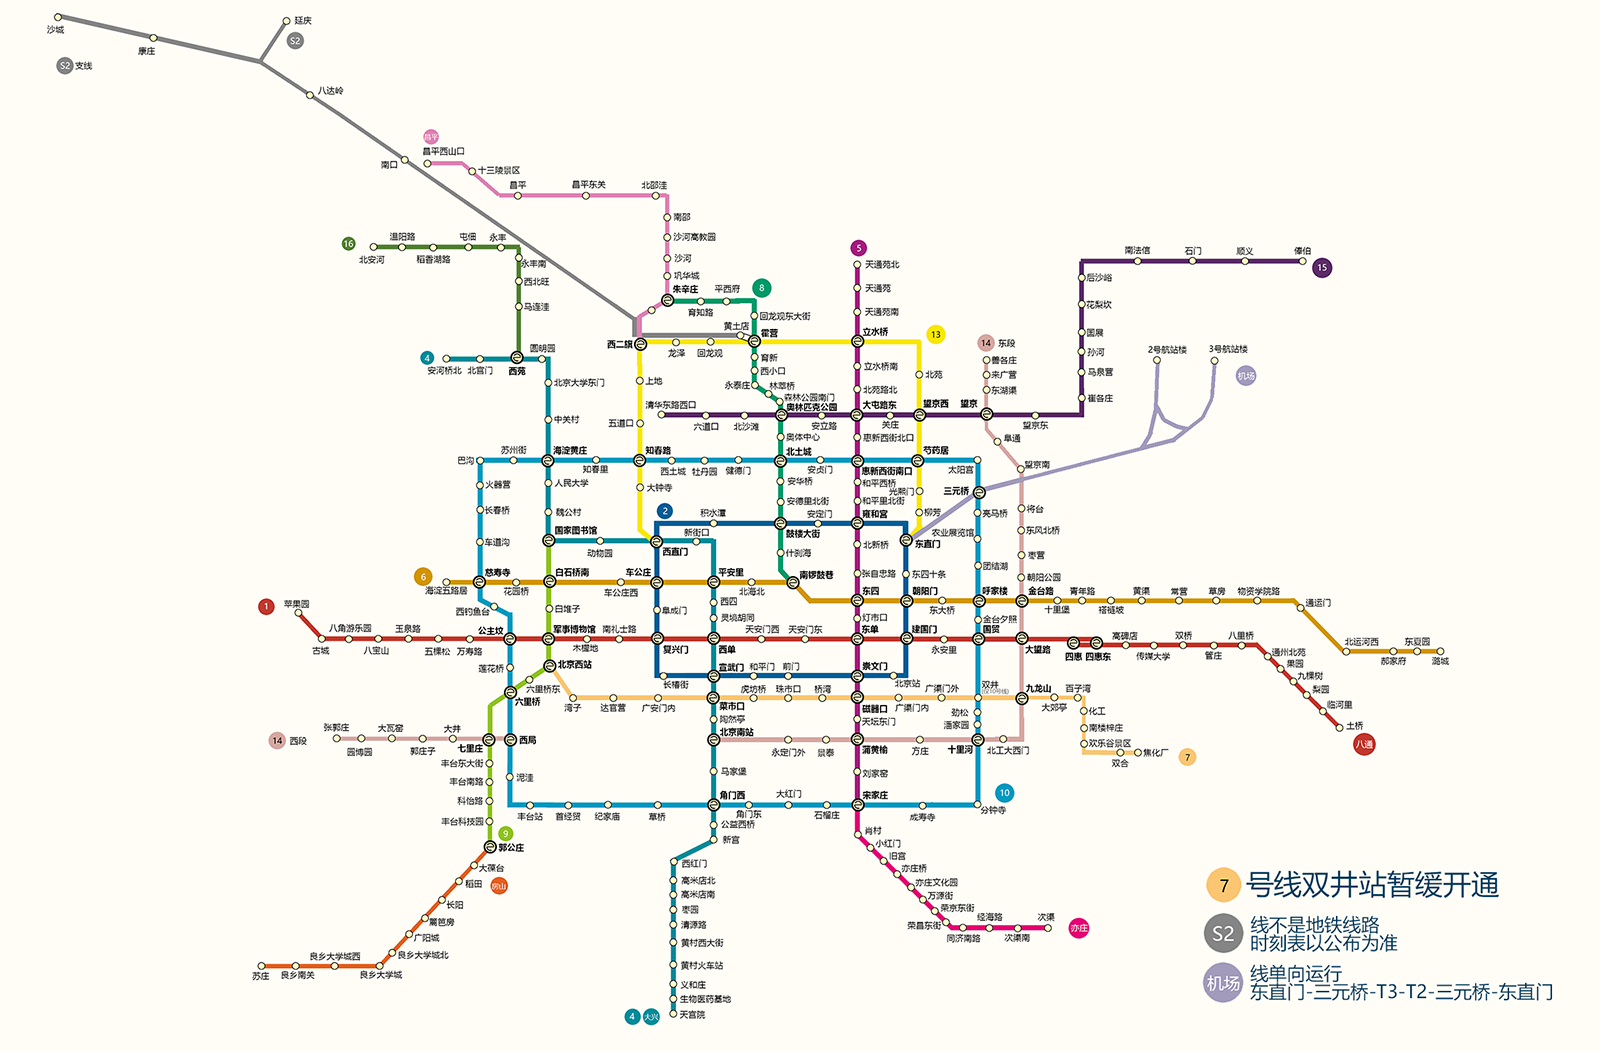 沙城
康庄
延庆
S2
S2 支线
八达岭
南口
昌平
昌平西山口
十三陵景区
昌平
昌平东关
北邵洼
南邵
沙河高教园
沙河
巩华城
朱辛庄
育知路
平西府
8
回龙观东大街
黄土店
霍营
16
北安河
温阳路
稻香湖路
屯佃
永丰
永丰南
西北旺
马连洼
西苑
4
安河桥北
北宫门
圆明园
北京大学东门
中关村
海淀黄庄
人民大学
魏公村
国家图书馆
动物园
西直门
新街口
平安里
西四
灵境胡同
西单
宣武门
菜市口
陶然亭
北京南站
马家堡
角门西
公益西桥
新宫
西红门
高米店北
高米店南
枣园
清源路
黄村西大街
黄村火车站
义和庄
生物医药基地
天宫院
4 大兴
5
天通苑北
天通苑
天通苑南
立水桥
立水桥南
北苑路北
大屯路东
惠新西街北口
惠新西街南口
和平西桥
和平里北街
雍和宫
北新桥
张自忠路
东四
灯市口
东单
崇文门
磁器口
天坛东门
蒲黄榆
刘家窑
宋家庄
肖村
小红门
旧宫
亦庄桥
亦庄文化园
万源街
荣京东街
荣昌东街
同济南路
经海路
次渠南
次渠
亦庄
13
西二旗
龙泽
回龙观
上地
五道口
知春路
大钟寺
北苑
望京西
芍药居
光熙门
柳芳
东直门
育新
西小口
永泰庄
林萃桥
森林公园南门
奥林匹克公园
奥体中心
北土城
安华桥
安德里北街
鼓楼大街
什刹海
南锣鼓巷
15
清华东路西口
六道口
北沙滩
安立路
关庄
望京
望京东
崔各庄
马泉营
孙河
国展
花梨坎
后沙峪
南法信
石门
顺义
俸伯
14 东段
善各庄
来广营
东湖渠
阜通
望京南
将台
东风北桥
枣营
朝阳公园
金台路
大望路
九龙山
北工大西门
十里河
方庄
景泰
永定门外
2号航站楼
3号航站楼
机场
三元桥
巴沟
苏州街
知春里
西土城
牡丹园
健德门
安贞门
太阳宫
亮马桥
农业展览馆
团结湖
呼家楼
金台夕照
国贸
双井
(仅10号线)
劲松
潘家园
10
分钟寺
成寿寺
石榴庄
大红门
角门东
草桥
纪家庙
首经贸
丰台站
泥洼
西局
六里桥
莲花桥
公主坟
西钓鱼台
慈寿寺
车道沟
长春桥
火器营
2
积水潭
安定门
东四十条
朝阳门
建国门
北京站
前门
和平门
长椿街
复兴门
阜成门
车公庄
6
海淀五路居
花园桥
白石桥南
车公庄西
北海北
东大桥
十里堡
青年路
褡裢坡
黄渠
常营
草房
物资学院路
通运门
北运河西
郝家府
东夏园
潞城
1
苹果园
古城
八角游乐园
八宝山
玉泉路
五棵松
万寿路
军事博物馆
木樨地
南礼士路
天安门西
天安门东
永安里
四惠
四惠东
高碑店
传媒大学
双桥
管庄
八里桥
通州北苑
果园
九棵树
梨园
临河里
土桥
八通
白堆子
北京西站
六里桥东
湾子
达官营
广安门内
虎坊桥
珠市口
桥湾
广渠门内
广渠门外
大郊亭
百子湾
化工
南楼梓庄
欢乐谷景区
双合
焦化厂
7
14 西段
张郭庄
园博园
大瓦窑
郭庄子
大井
七里庄
丰台东大街
丰台南路
科怡路
丰台科技园
9
郭公庄
大葆台
稻田
房山
长阳
篱笆房
广阳城
良乡大学城北
良乡大学城
良乡大学城西
良乡南关
苏庄
7 号线双井站暂缓开通
S2 线不是地铁线路
时刻表以公布为准
机场 线单向运行
东直门-三元桥-T3-T2-三元桥-东直门